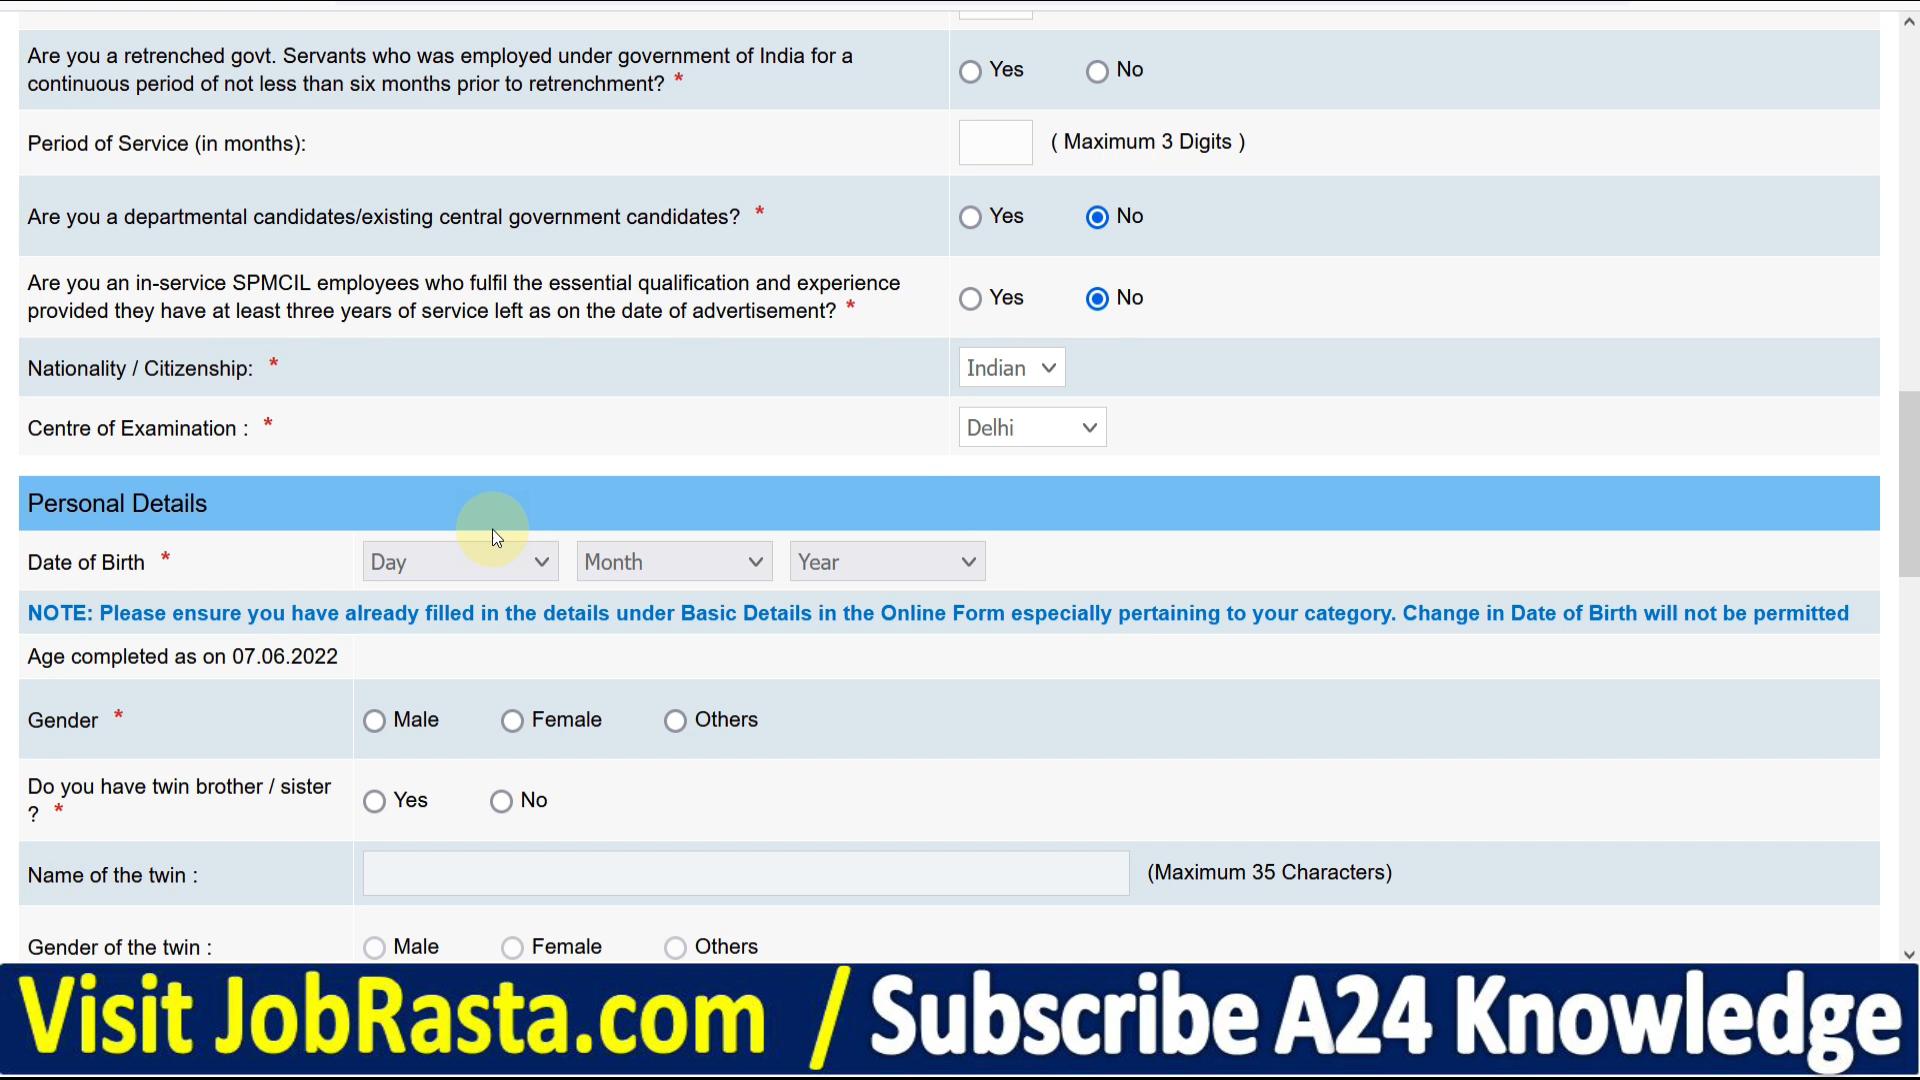 Are you a retrenched govt. Servants who was employed under government of India for a
continuous period of not less than six months prior to retrenchment? *
Yes No
Period of Service (in months):
( Maximum 3 Digits )
Are you a departmental candidates/existing central government candidates? *
Yes No
Are you an in-service SPMCIL employees who fulfil the essential qualification and experience
provided they have at least three years of service left as on the date of advertisement? *
Yes No
Nationality / Citizenship: *
Indian
Centre of Examination : *
Delhi
Personal Details
Date of Birth *
Day Month Year
NOTE: Please ensure you have already filled in the details under Basic Details in the Online Form especially pertaining to your category. Change in Date of Birth will not be permitted
Age completed as on 07.06.2022
Gender *
Male Female Others
Do you have twin brother / sister
? *
Yes No
Name of the twin :
(Maximum 35 Characters)
Gender of the twin :
Male Female Others
Visit JobRasta.com / Subscribe A24 Knowledge